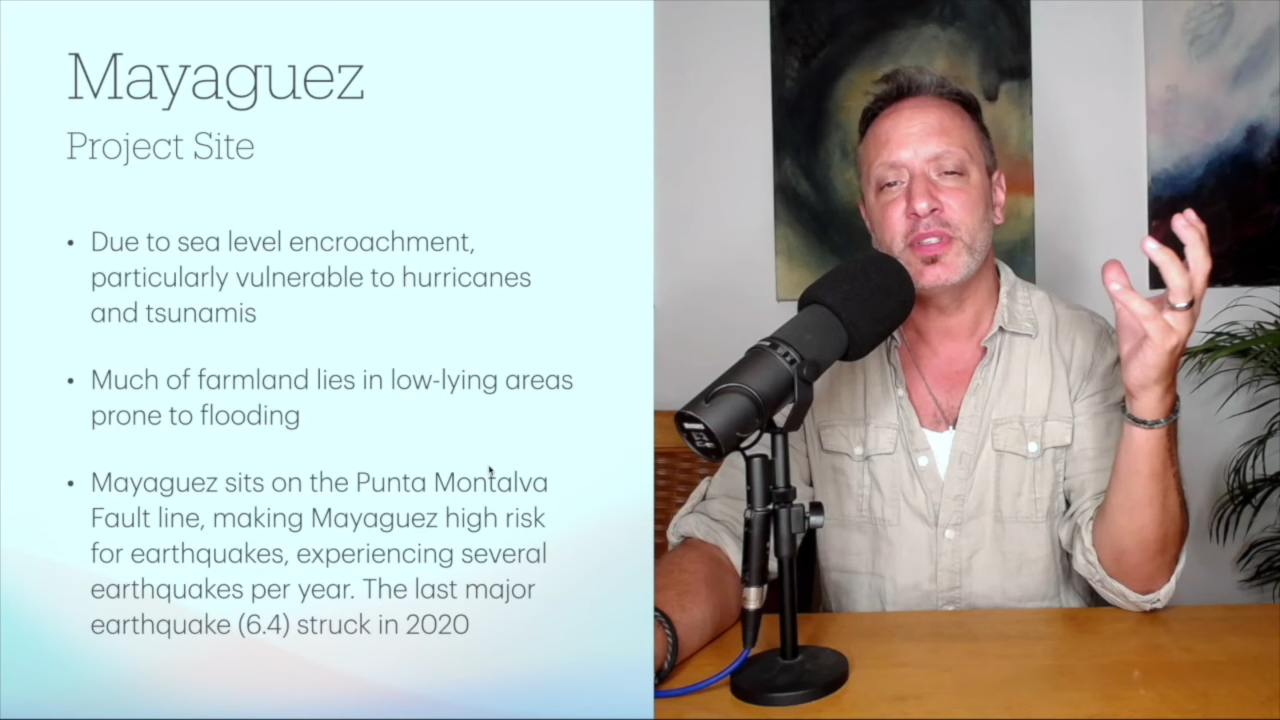 Mayaguez
Project Site
• Due to sea level encroachment,
particularly vulnerable to hurricanes
and tsunamis
• Much of farmland lies in low-lying areas
prone to flooding
• Mayaguez sits on the Punta Montalva
Fault line, making Mayaguez high risk
for earthquakes, experiencing several
earthquakes per year. The last major
earthquake (6.4) struck in 2020